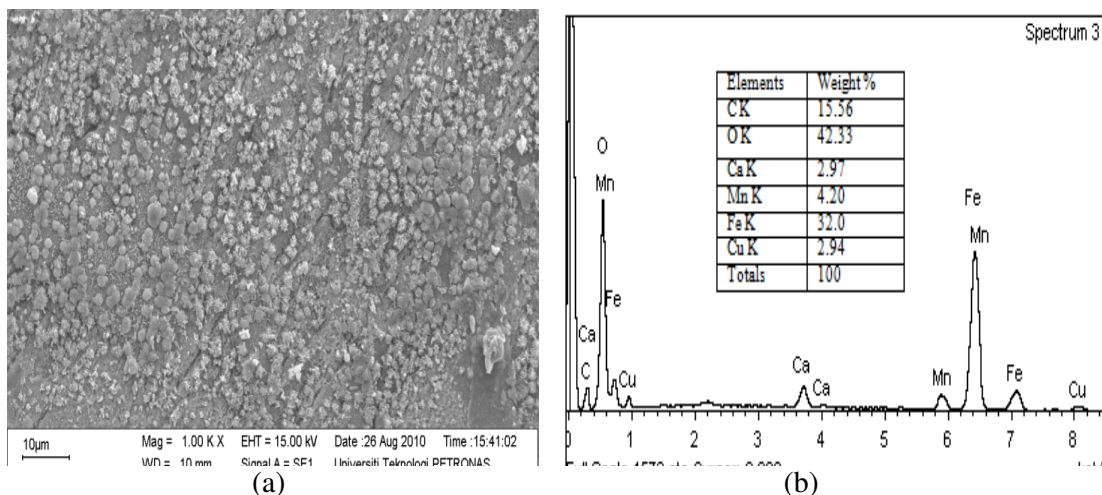 10µm
Mag = 1.00 K X EHT = 15.00 kV Date :26 Aug 2010 Time :15:41:02
WD = 10 mm Signal A = SE1 Universiti Teknologi PETRONAS
(a)
Spectrum 3
Elements Weight %
C K 15.56
O K 42.33
Ca K 2.97
Mn K 4.20
Fe K 32.0
Cu K 2.94
Totals 100
O
Mn
Fe
Ca
C
Cu
Ca
Ca
Mn
Fe
Mn
Fe
Cu
0 1 2 3 4 5 6 7 8
Full Scale
(b)